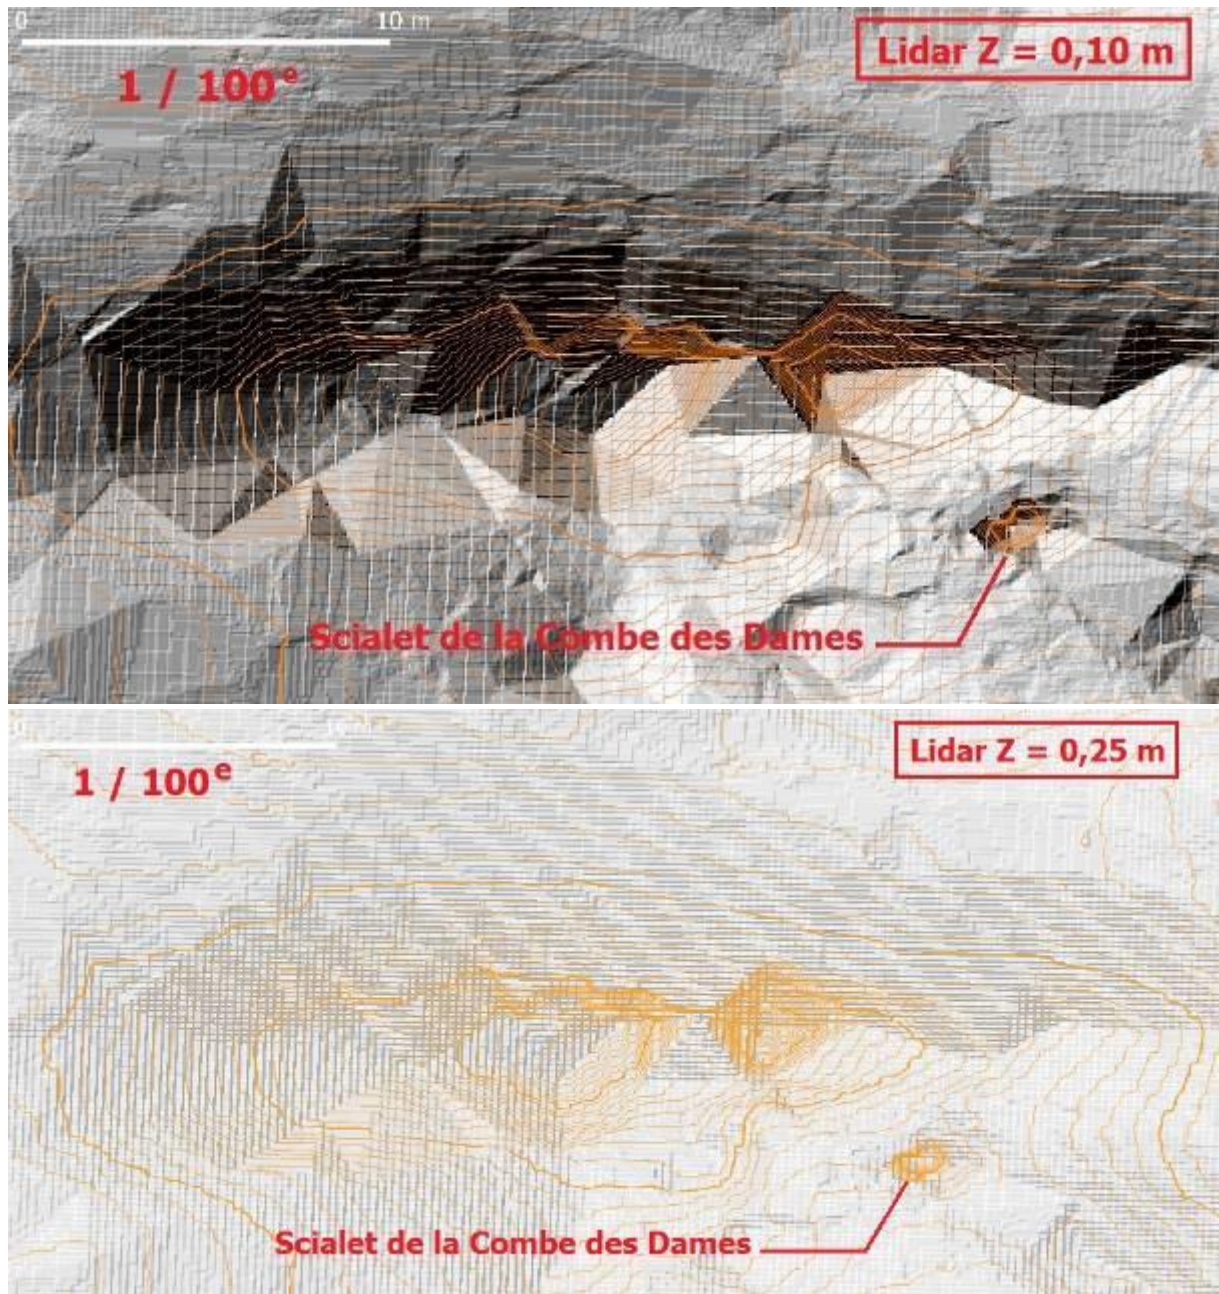 0 10 m
Lidar Z = 0,10 m
1 / 100e
Scialet de la Combe des Dames
Lidar Z = 0,25 m
1 / 100e
Scialet de la Combe des Dames